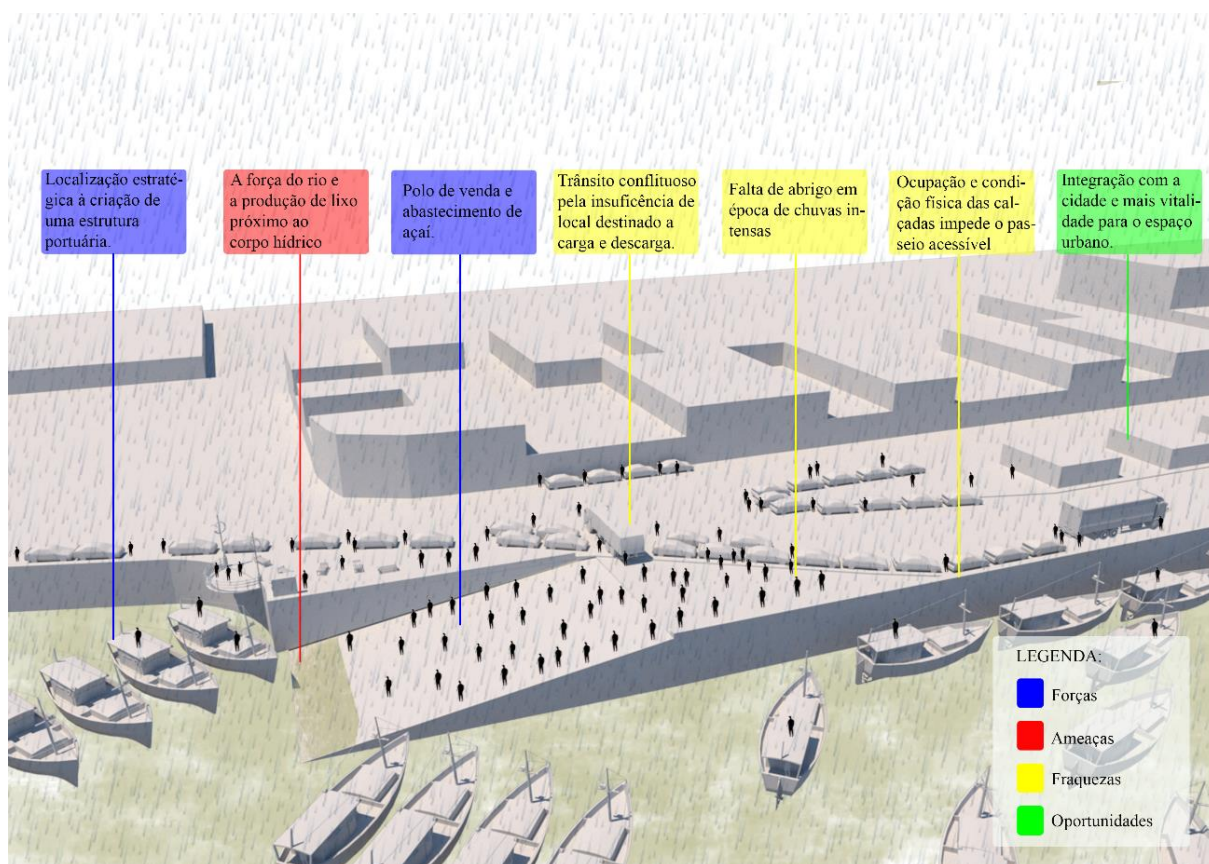 Localização estraté-
gica à criação de
uma estrutura
portuária.
A força do rio e
a produção de lixo
próximo ao
corpo hídrico
Polo de venda e
abastecimento de
açaí.
Trânsito conflituoso
pela insuficência de
local destinado a
carga e descarga.
Falta de abrigo em
época de chuvas in-
tensas
Ocupação e condi-
ção física das cal-
çadas impede o pas-
seio acessível
Integração com a
cidade e mais vitali-
dade para o espaço
urbano.
LEGENDA:
Forças
Ameaças
Fraquezas
Oportunidades